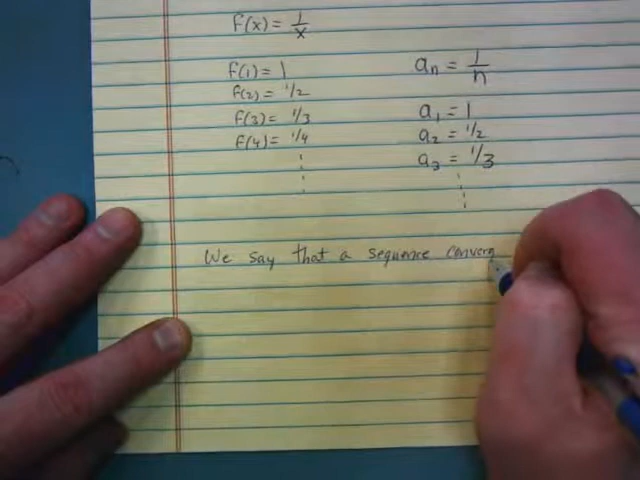 f(x) = 1/x
f(1) = 1
f(2) = 1/2
f(3) = 1/3
f(4) = 1/4
an = 1/n
a1 = 1
a2 = 1/2
a3 = 1/3
We say that a sequence converg